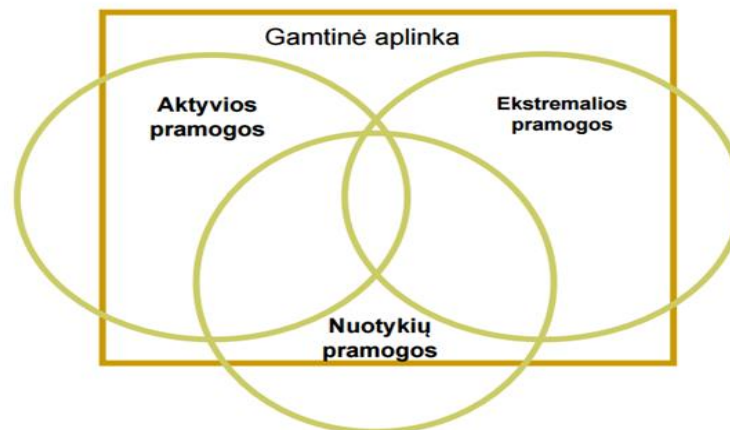 Gamtinė aplinka
Aktyvios
pramogos
Ekstremalios
pramogos
Nuotykių
pramogos